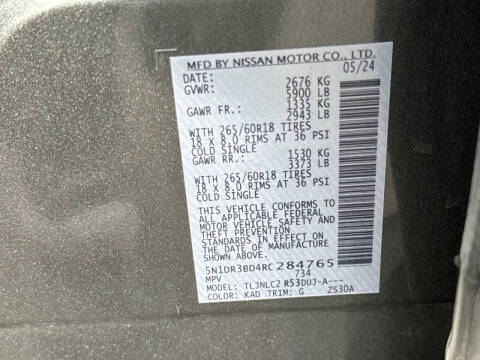 MFD BY NISSAN MOTOR CO., LTD.
DATE: 05/24
GVWR: 2676 KG
5900 LB
GAWR FR.: 1335 KG
2943 LB
WITH 265/60R18 TIRES
18 X 8.0 RIMS AT 36 PSI
COLD SINGLE
GAWR RR.: 1530 KG
3373 LB
WITH 265/60R18 TIRES
18 X 8.0 RIMS AT 36 PSI
COLD SINGLE
THIS VEHICLE CONFORMS TO
ALL APPLICABLE FEDERAL
MOTOR VEHICLE SAFETY AND
THEFT PREVENTION
STANDARDS IN EFFECT ON
THE DATE OF MANUFACTURE
SHOWN ABOVE.
5N1DR3BD4RC284765
MPV 734
MODEL: TLJNLC2 R53DUJ-A---
COLOR: KAD TRIM: G ZS30A